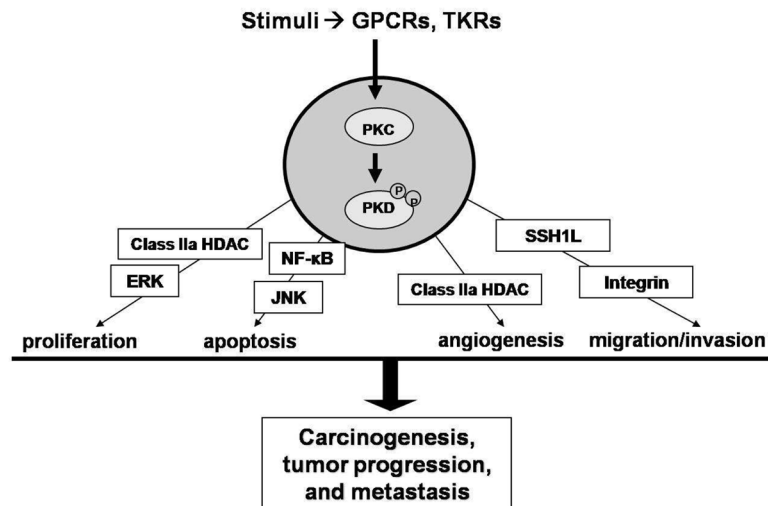 Stimuli → GPCRs, TKRs
PKC
P
P
PKD
Class IIa HDAC
ERK
NF-κB
JNK
Class IIa HDAC
SSH1L
Integrin
proliferation
apoptosis
angiogenesis
migration/invasion
Carcinogenesis,
tumor progression,
and metastasis